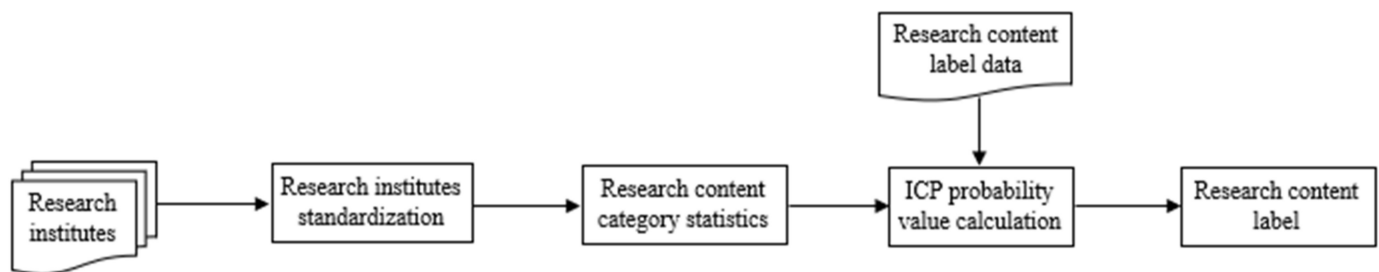 Research content
label data
Research
institutes
Research institutes
standardization
Research content
category statistics
ICP probability
value calculation
Research content
label